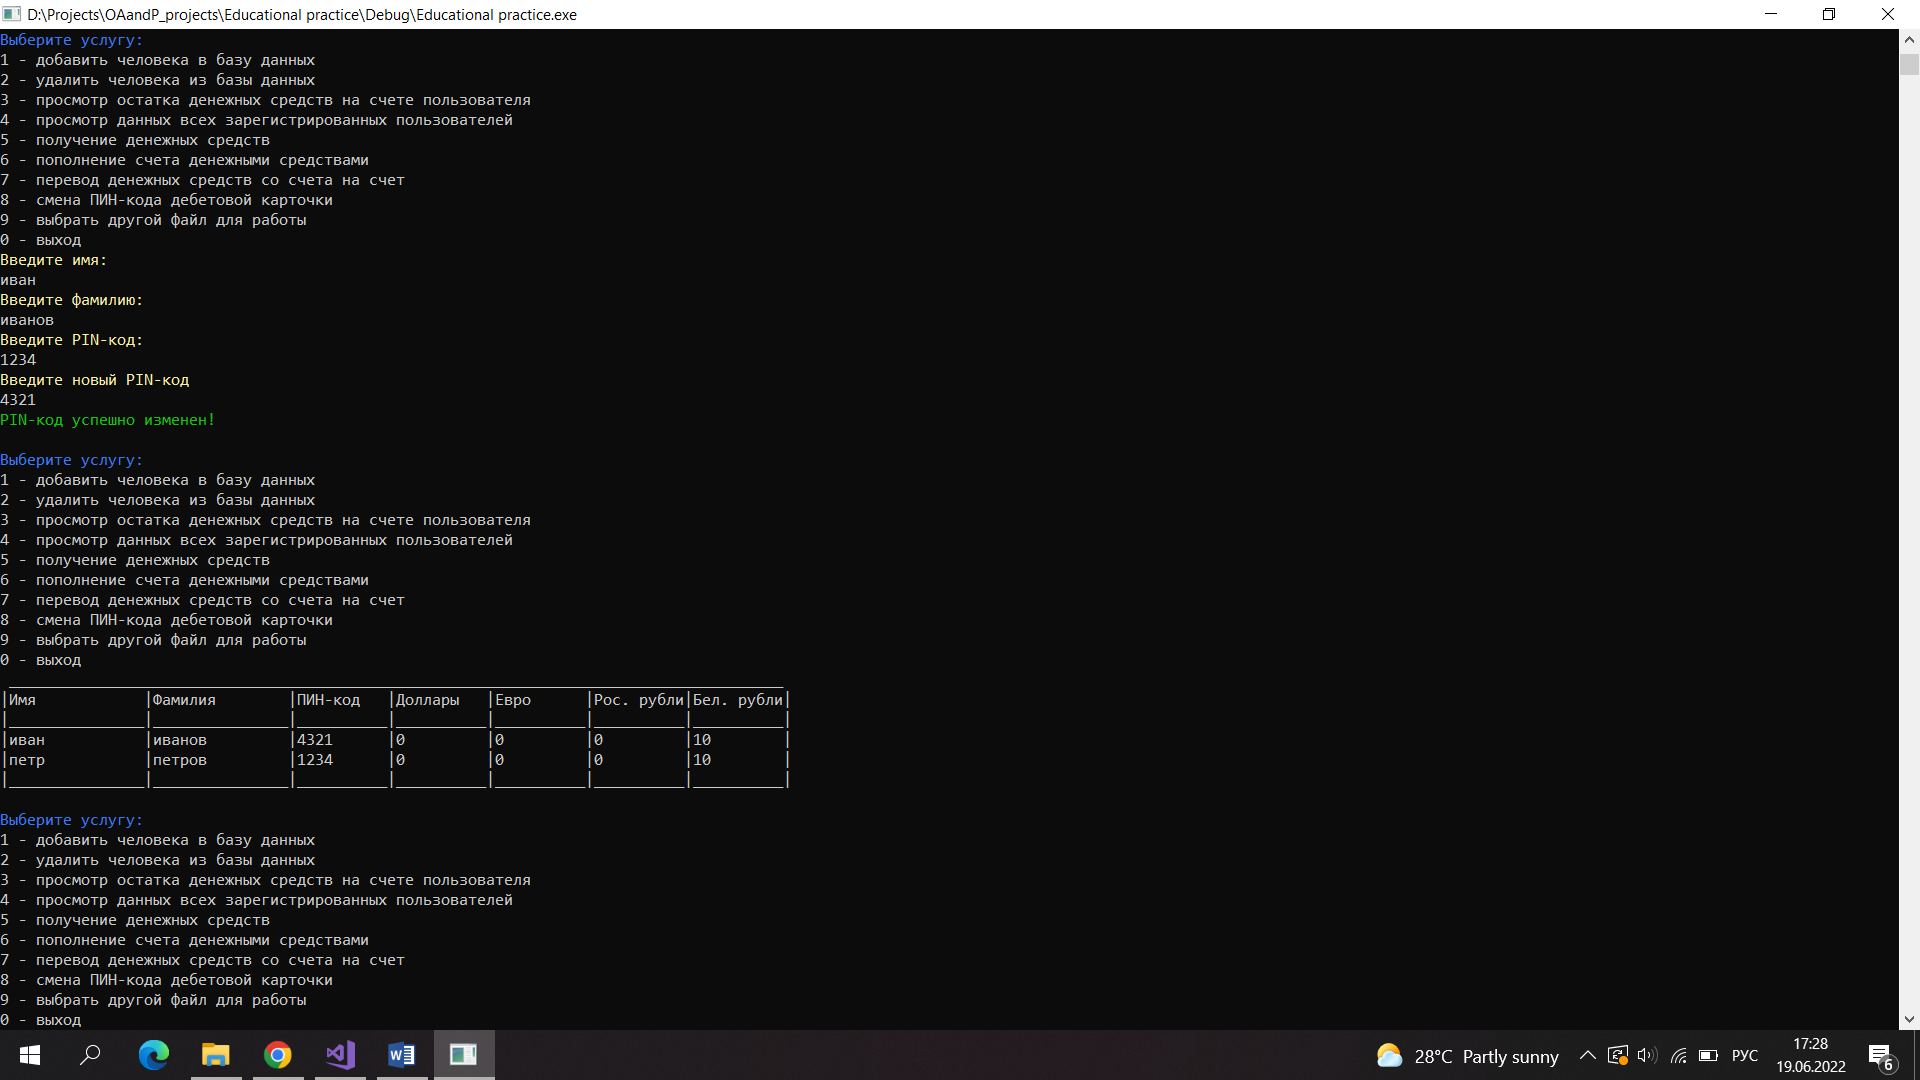 D:\Projects\OAandP_projects\Educational practice\Debug\Educational practice.exe
Выберите услугу:
1 - добавить человека в базу данных
2 - удалить человека из базы данных
3 - просмотр остатка денежных средств на счете пользователя
4 - просмотр данных всех зарегистрированных пользователей
5 - получение денежных средств
6 - пополнение счета денежными средствами
7 - перевод денежных средств со счета на счет
8 - смена ПИН-кода дебетовой карточки
9 - выбрать другой файл для работы
0 - выход
Введите имя:
иван
Введите фамилию:
иванов
Введите PIN-код:
1234
Введите новый PIN-код
4321
PIN-код успешно изменен!
Выберите услугу:
1 - добавить человека в базу данных
2 - удалить человека из базы данных
3 - просмотр остатка денежных средств на счете пользователя
4 - просмотр данных всех зарегистрированных пользователей
5 - получение денежных средств
6 - пополнение счета денежными средствами
7 - перевод денежных средств со счета на счет
8 - смена ПИН-кода дебетовой карточки
9 - выбрать другой файл для работы
0 - выход
|Имя |Фамилия |ПИН-код |Доллары |Евро |Рос. рубли|Бел. рубли|
|иван |иванов |4321 |0 |0 |0 |10 |
|петр |петров |1234 |0 |0 |0 |10 |
Выберите услугу:
1 - добавить человека в базу данных
2 - удалить человека из базы данных
3 - просмотр остатка денежных средств на счете пользователя
4 - просмотр данных всех зарегистрированных пользователей
5 - получение денежных средств
6 - пополнение счета денежными средствами
7 - перевод денежных средств со счета на счет
8 - смена ПИН-кода дебетовой карточки
9 - выбрать другой файл для работы
0 - выход
28°C Partly sunny
РУС
17:28
19.06.2022
6